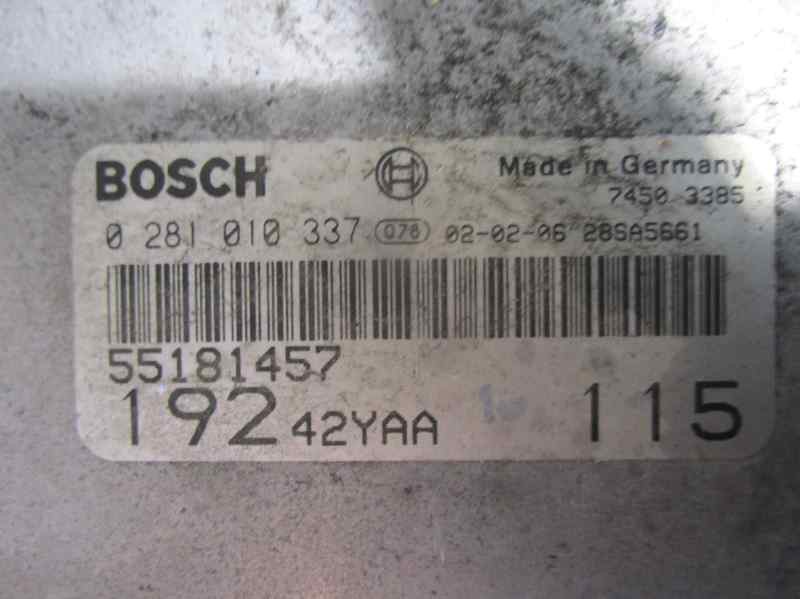 BOSCH Made in Germany
7450 3385
0 281 010 337 078 02-02-06 28SA5661
55181457
192 42YAA 115